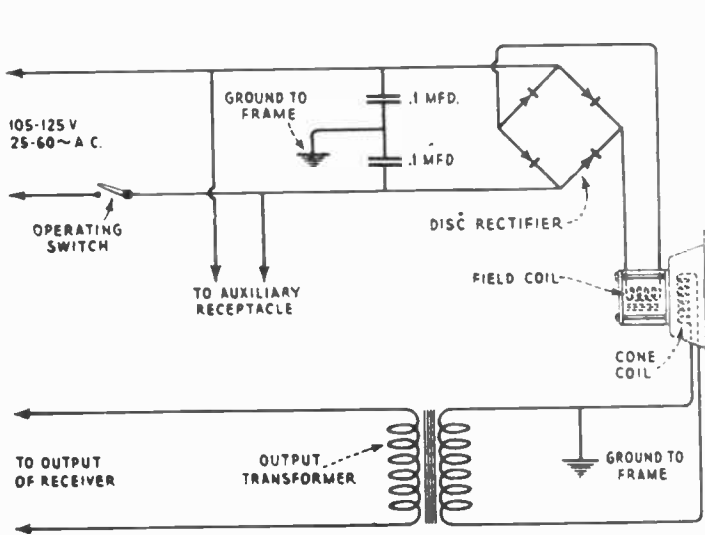 GROUND TO
FRAME
.1 MFD.
.1 MFD
105-125 V
25-60~A C.
OPERATING
SWITCH
DISC RECTIFIER
TO AUXILIARY
RECEPTACLE
FIELD COIL
CONE
COIL
TO OUTPUT
OF RECEIVER
OUTPUT
TRANSFORMER
GROUND TO
FRAME